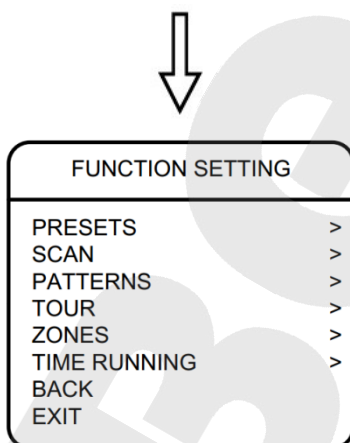 FUNCTION SETTING
PRESETS >
SCAN >
PATTERNS >
TOUR >
ZONES >
TIME RUNNING >
BACK
EXIT